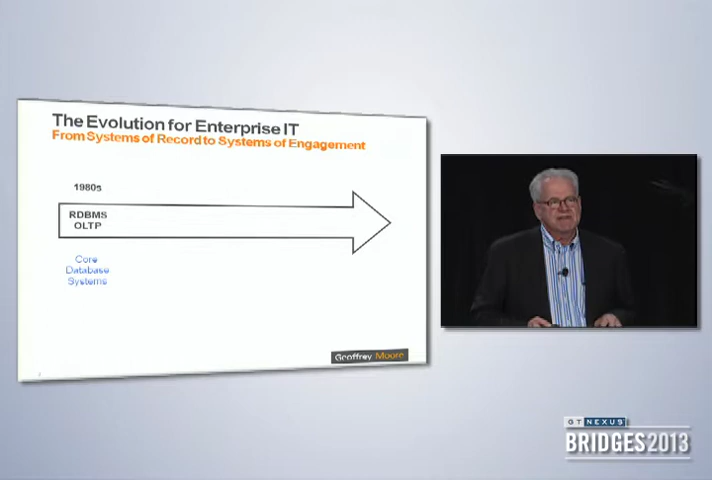 The Evolution for Enterprise IT
From Systems of Record to Systems of Engagement
1980s
RDBMS
OLTP
Core
Database
Systems
Geoffrey Moore
GT NEXUS
BRIDGES2013